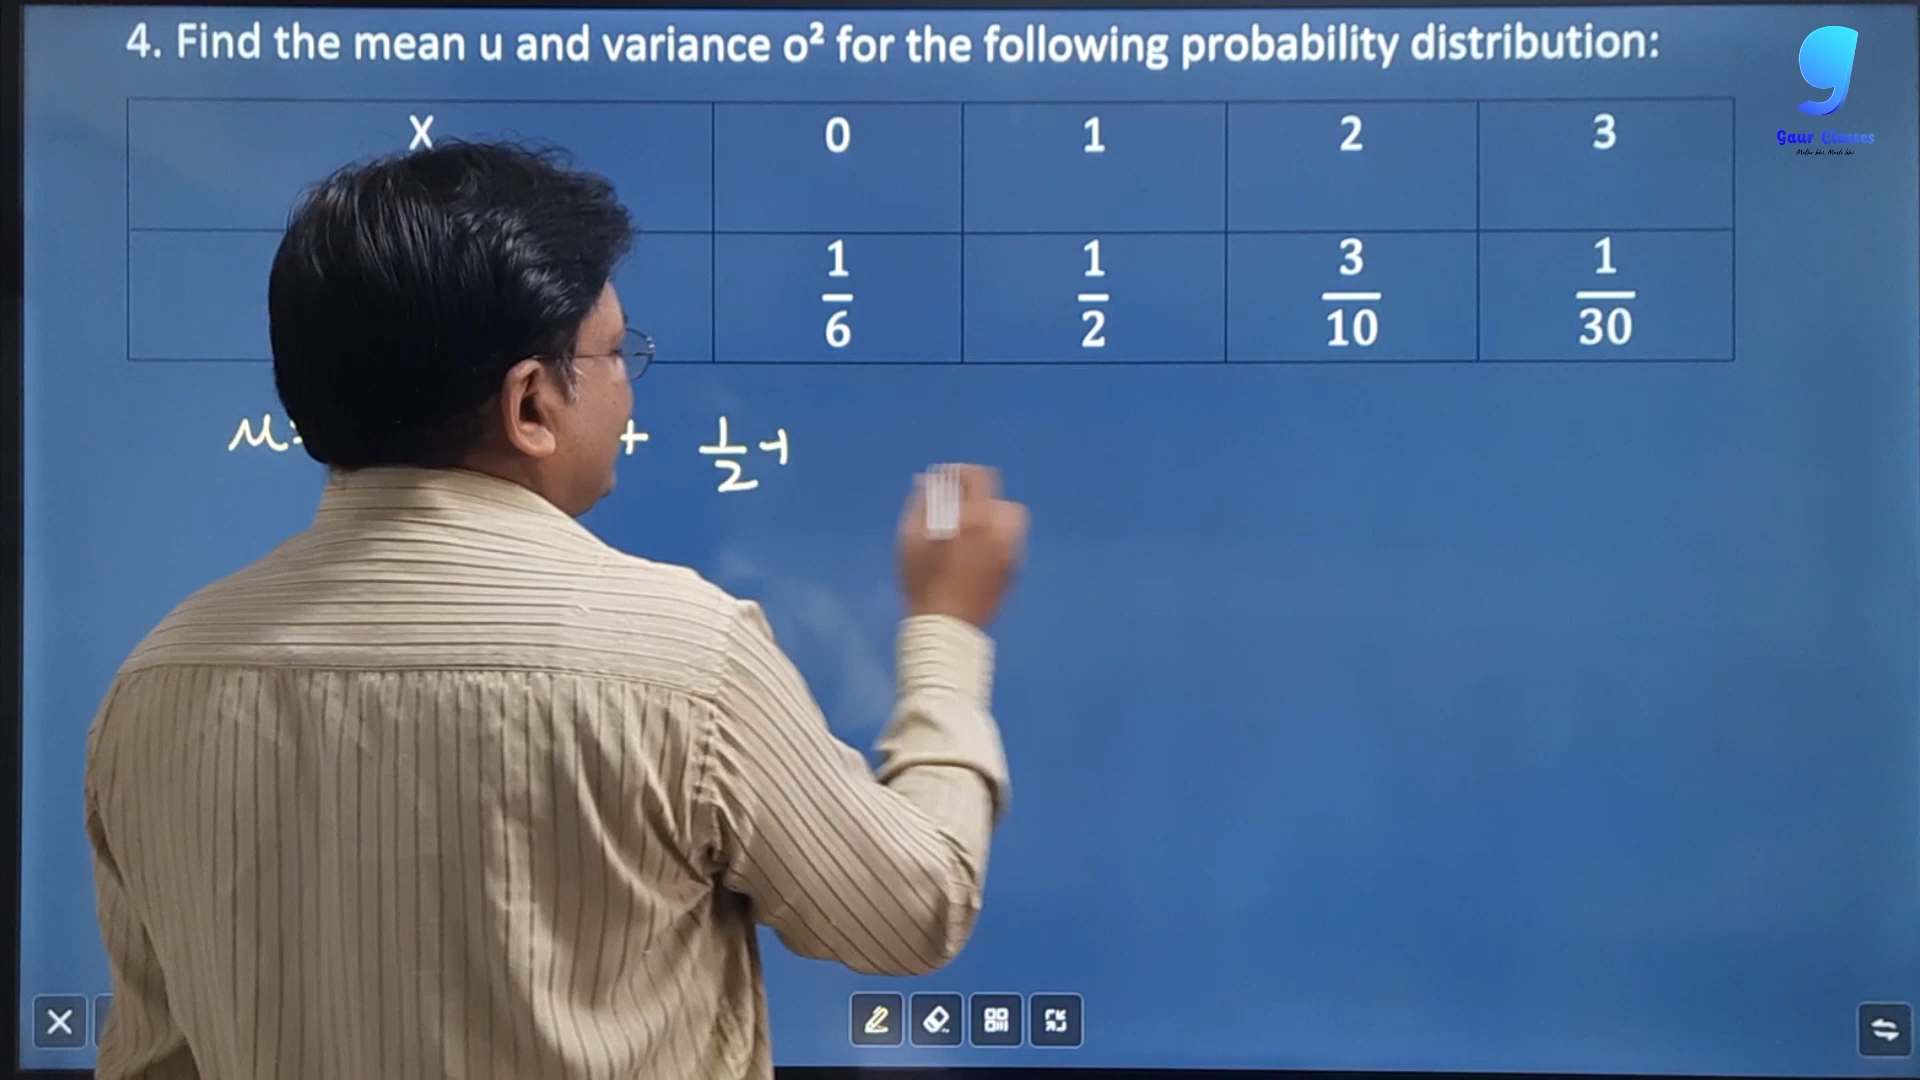 4. Find the mean u and variance o² for the following probability distribution:
X 0 1 2 3
1/6 1/2 3/10 1/30
μ= + 1/2 +
g
Gaur Classes